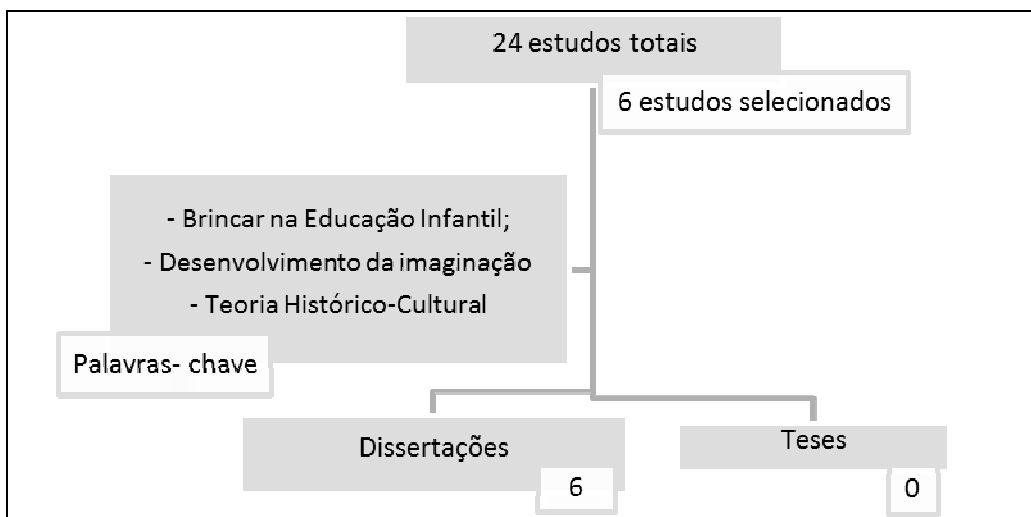 24 estudos totais
6 estudos selecionados
- Brincar na Educação Infantil;
- Desenvolvimento da imaginação
- Teoria Histórico-Cultural
Palavras- chave
Dissertações
6
Teses
0